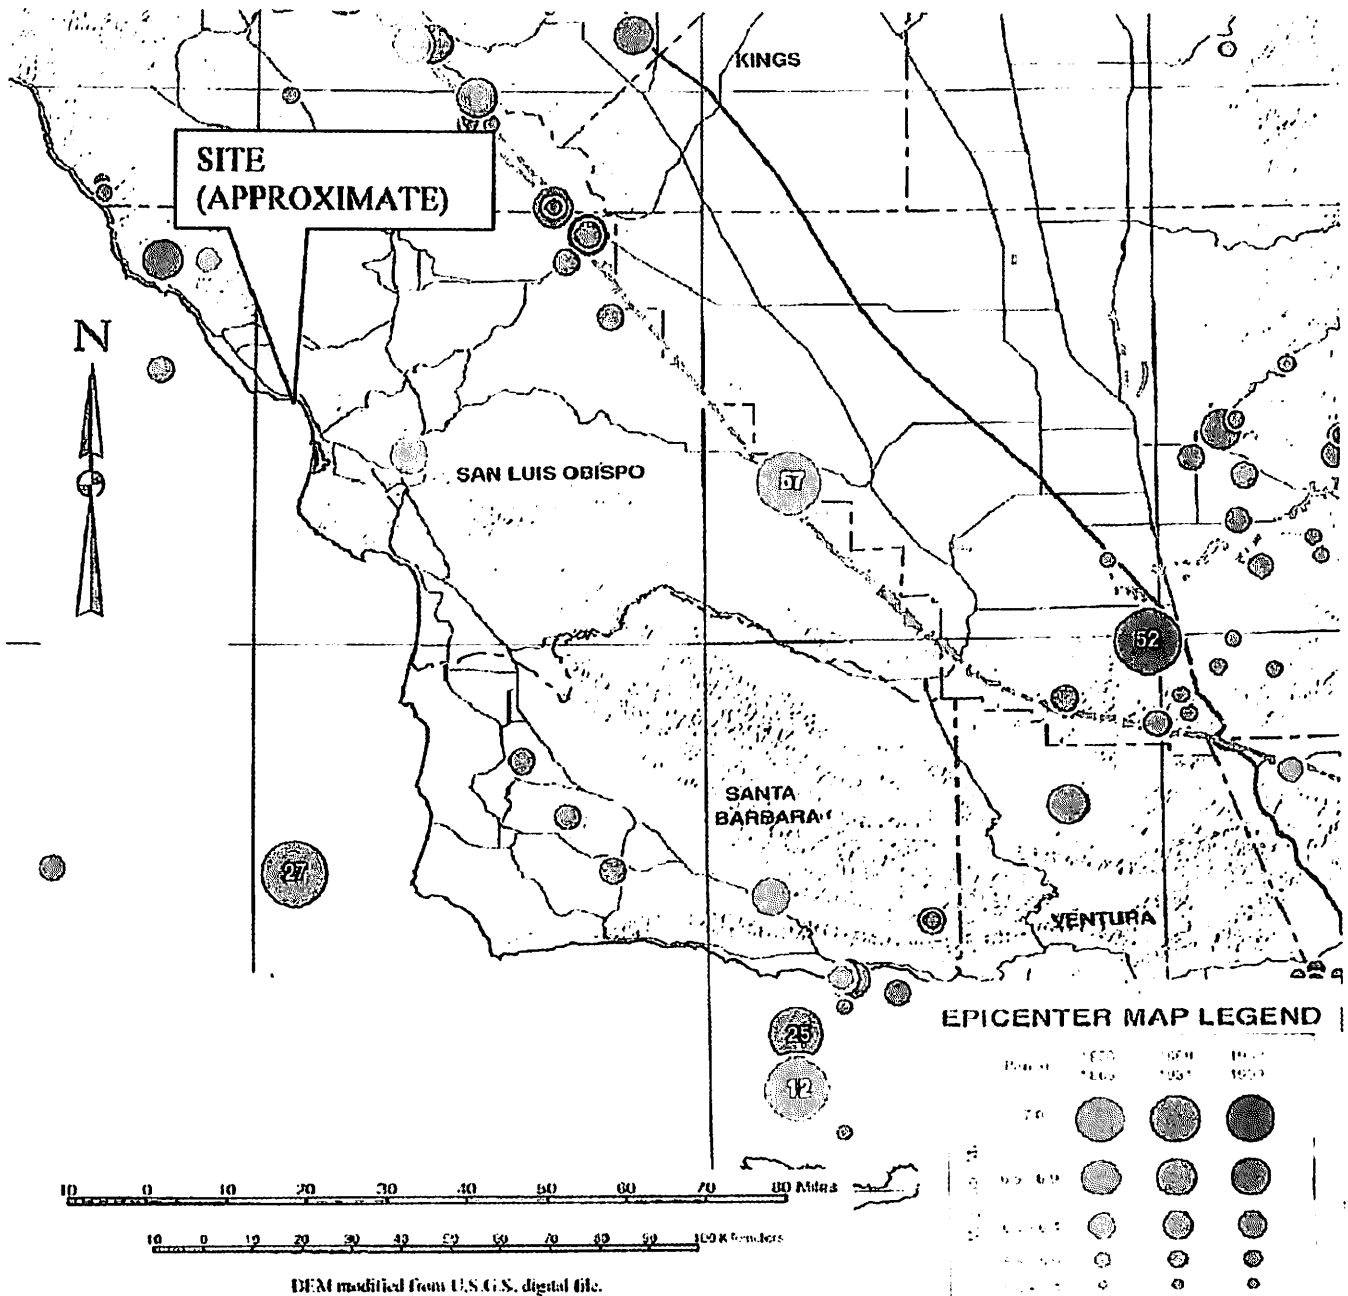 KINGS
SITE
(APPROXIMATE)
N
SAN LUIS OBISPO
67
52
SANTA
BARBARA
27
VENTURA
25
12
EPICENTER MAP LEGEND
10 0 10 20 30 40 50 60 70 80 Miles
10 0 10 20 30 40 50 60 70 80 90 100 Kilometers
DEM modified from U.S.G.S. digital file.